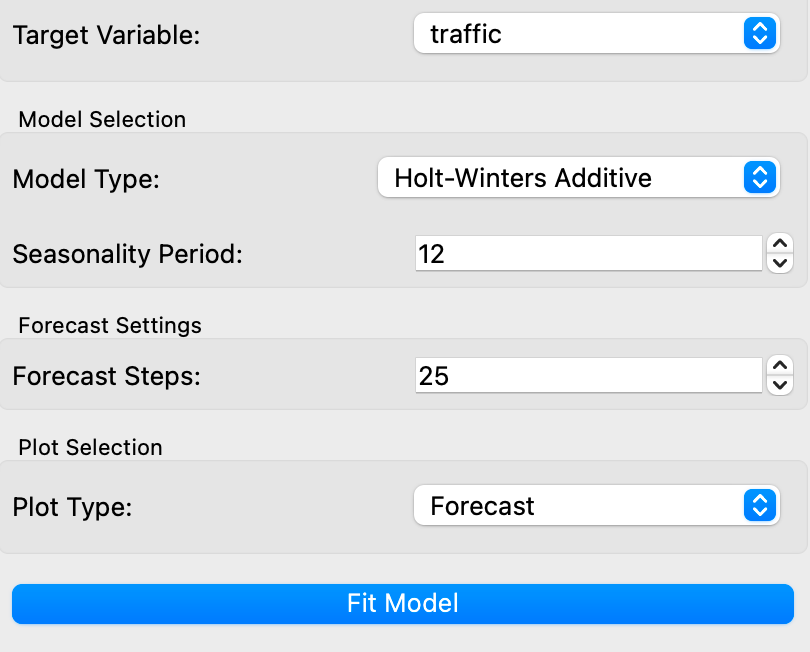 Target Variable: traffic
Model Selection
Model Type: Holt-Winters Additive
Seasonality Period: 12
Forecast Settings
Forecast Steps: 25
Plot Selection
Plot Type: Forecast
Fit Model